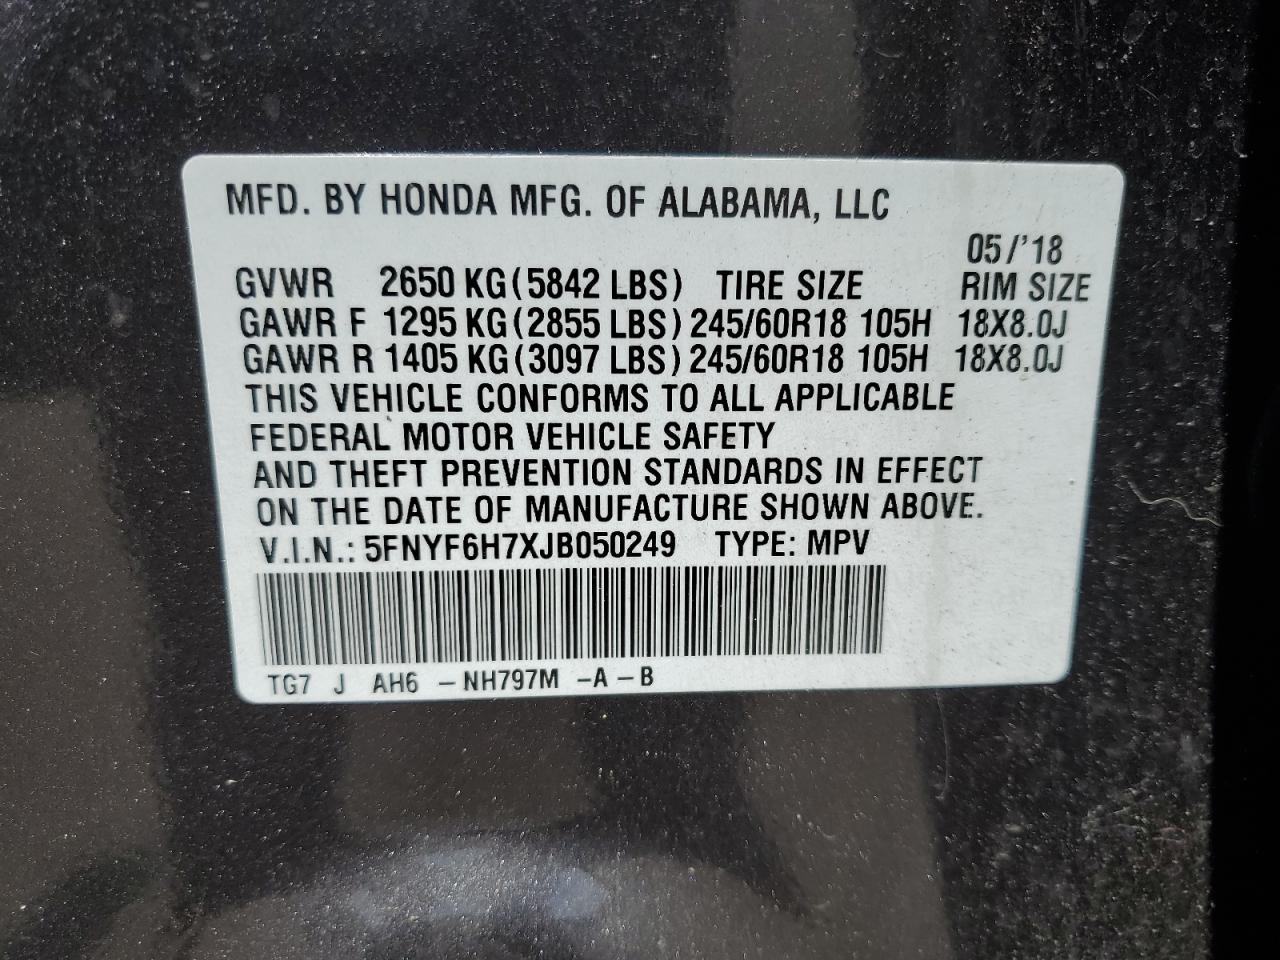 MFD. BY HONDA MFG. OF ALABAMA, LLC
05/'18
GVWR 2650 KG (5842 LBS) TIRE SIZE RIM SIZE
GAWR F 1295 KG (2855 LBS) 245/60R18 105H 18X8.0J
GAWR R 1405 KG (3097 LBS) 245/60R18 105H 18X8.0J
THIS VEHICLE CONFORMS TO ALL APPLICABLE
FEDERAL MOTOR VEHICLE SAFETY
AND THEFT PREVENTION STANDARDS IN EFFECT
ON THE DATE OF MANUFACTURE SHOWN ABOVE.
V.I.N.: 5FNYF6H7XJB050249 TYPE: MPV
TG7 J AH6 – NH797M –A – B